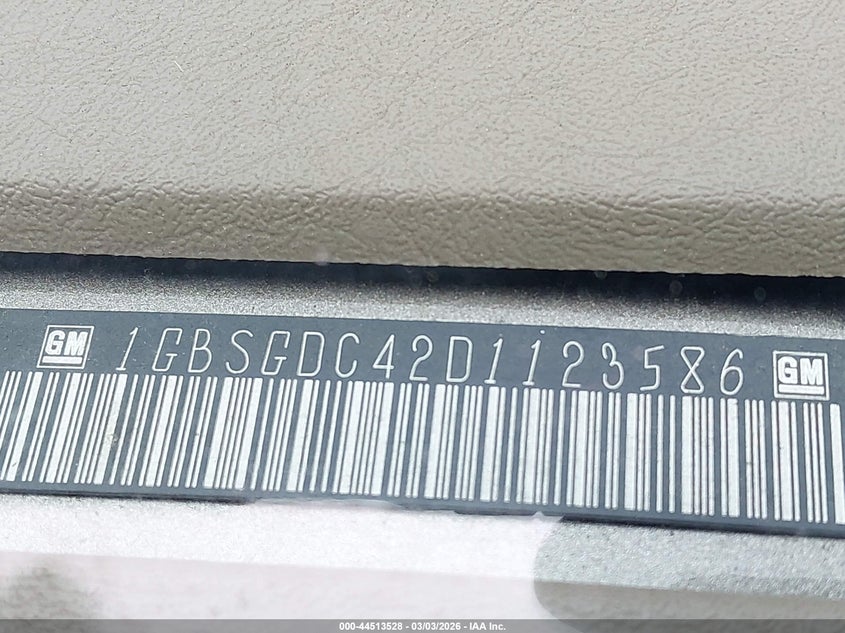 GM 1GBSGDC42D1123586 GM
000-44513528 - 03/03/2026 - IAA Inc.